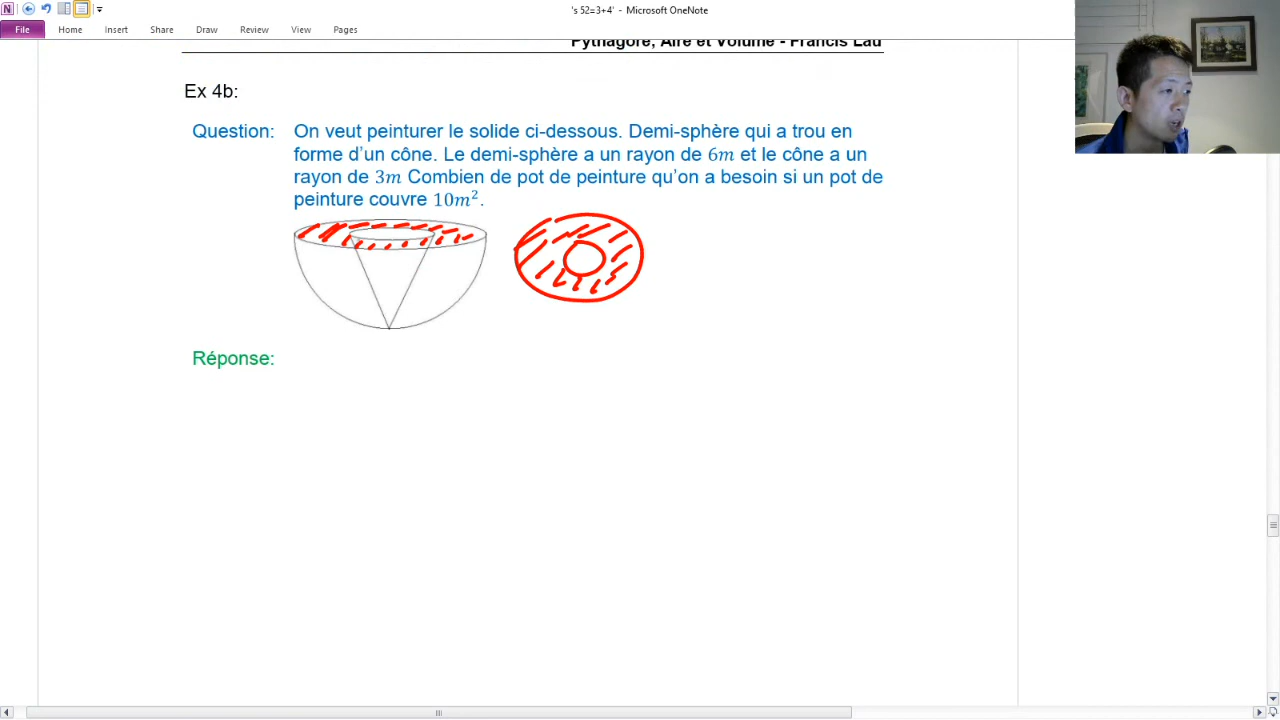 's 52=3+4' - Microsoft OneNote
File Home Insert Share Draw Review View Pages
Pythagore, Aire et Volume - Francis Lau
Ex 4b:
Question: On veut peinturer le solide ci-dessous. Demi-sphère qui a trou en
forme d'un cône. Le demi-sphère a un rayon de 6m et le cône a un
rayon de 3m Combien de pot de peinture qu'on a besoin si un pot de
peinture couvre 10m².
Réponse: